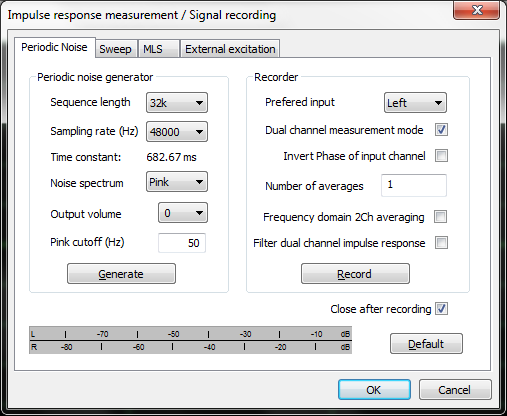 Impulse response measurement / Signal recording
Periodic Noise Sweep MLS External excitation
Periodic noise generator
Sequence length 32k
Sampling rate (Hz) 48000
Time constant: 682.67 ms
Noise spectrum Pink
Output volume 0
Pink cutoff (Hz) 50
Generate
Recorder
Prefered input Left
Dual channel measurement mode
Invert Phase of input channel
Number of averages 1
Frequency domain 2Ch averaging
Filter dual channel impulse response
Record
Close after recording
L -70 -50 -30 -10 dB
R -80 -60 -40 -20 dB
Default
OK Cancel